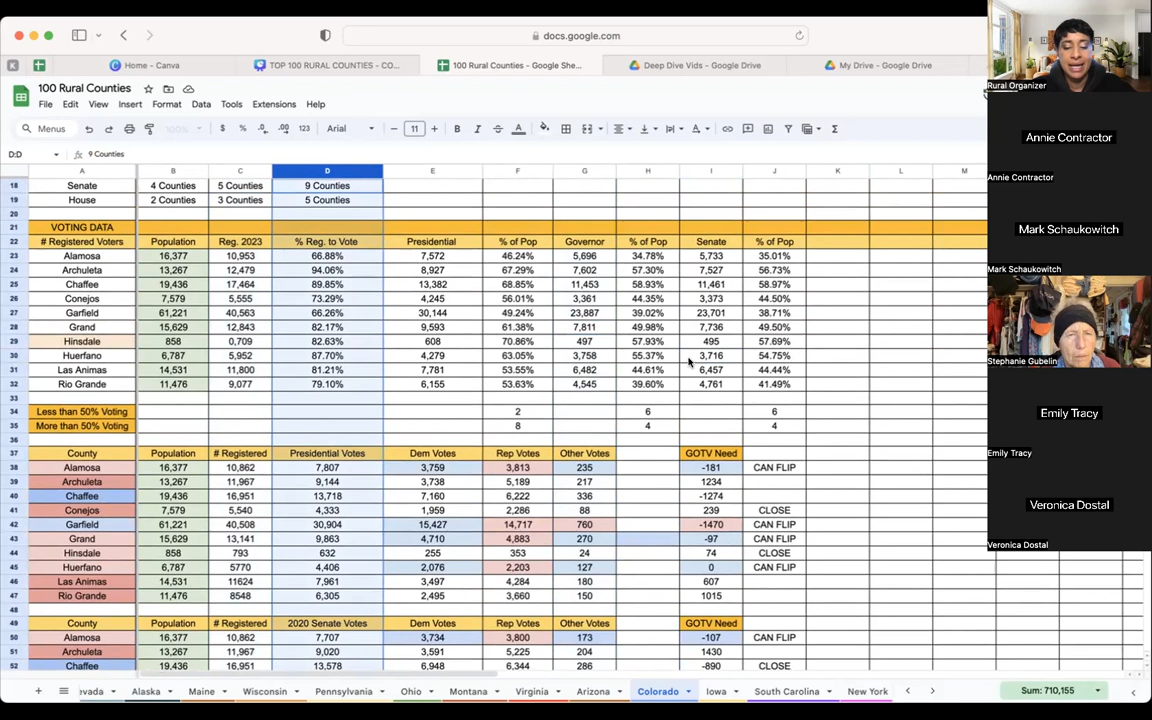 docs.google.com
Home - Canva
TOP 100 RURAL COUNTIES - CO...
100 Rural Counties - Google She...
Deep Dive Vids - Google Drive
My Drive - Google Drive
100 Rural Counties
File Edit View Insert Format Data Tools Extensions Help
Menus 100% $ % .0 .00 123 Arial 11 B I S A
D:D fx 9 Counties
A B C D E F G H I J K L M
18 Senate 4 Counties 5 Counties 9 Counties
19 House 2 Counties 3 Counties 5 Counties
20
21 VOTING DATA
22 # Registered Voters Population Reg. 2023 % Reg. to Vote Presidential % of Pop Governor % of Pop Senate % of Pop
23 Alamosa 16,377 10,953 66.88% 7,572 46.24% 5,696 34.78% 5,733 35.01%
24 Archuleta 13,267 12,479 94.06% 8,927 67.29% 7,602 57.30% 7,527 56.73%
25 Chaffee 19,436 17,464 89.85% 13,382 68.85% 11,453 58.93% 11,461 58.97%
26 Conejos 7,579 5,555 73.29% 4,245 56.01% 3,361 44.35% 3,373 44.50%
27 Garfield 61,221 40,563 66.26% 30,144 49.24% 23,887 39.02% 23,701 38.71%
28 Grand 15,629 12,843 82.17% 9,593 61.38% 7,811 49.98% 7,736 49.50%
29 Hinsdale 858 0,709 82.63% 608 70.86% 497 57.93% 495 57.69%
30 Huerfano 6,787 5,952 87.70% 4,279 63.05% 3,758 55.37% 3,716 54.75%
31 Las Animas 14,531 11,800 81.21% 7,781 53.55% 6,482 44.61% 6,457 44.44%
32 Rio Grande 11,476 9,077 79.10% 6,155 53.63% 4,545 39.60% 4,761 41.49%
33
34 Less than 50% Voting 2 6 6
35 More than 50% Voting 8 4 4
36
37 County Population # Registered Presidential Votes Dem Votes Rep Votes Other Votes GOTV Need
38 Alamosa 16,377 10,862 7,807 3,759 3,813 235 -181 CAN FLIP
39 Archuleta 13,267 11,967 9,144 3,738 5,189 217 1234
40 Chaffee 19,436 16,951 13,718 7,160 6,222 336 -1274
41 Conejos 7,579 5,540 4,333 1,959 2,286 88 239 CLOSE
42 Garfield 61,221 40,508 30,904 15,427 14,717 760 -1470 CAN FLIP
43 Grand 15,629 13,141 9,863 4,710 4,883 270 -97 CAN FLIP
44 Hinsdale 858 793 632 255 353 24 74 CLOSE
45 Huerfano 6,787 5770 4,406 2,076 2,203 127 0 CAN FLIP
46 Las Animas 14,531 11624 7,961 3,497 4,284 180 607
47 Rio Grande 11,476 8548 6,305 2,495 3,660 150 1015
48
49 County Population # Registered 2020 Senate Votes Dem Votes Rep Votes Other Votes GOTV Need
50 Alamosa 16,377 10,862 7,707 3,734 3,800 173 -107 CAN FLIP
51 Archuleta 13,267 11,967 9,020 3,591 5,225 204 1430
52 Chaffee 19,436 16,951 13,578 6,948 6,344 286 -890 CLOSE
evada Alaska Maine Wisconsin Pennsylvania Ohio Montana Virginia Arizona Colorado Iowa South Carolina New York
Sum: 710,155
Rural Organizer
Annie Contractor
Annie Contractor
Mark Schaukowitch
Mark Schaukowitch
Stephanie Gubelin
Emily Tracy
Emily Tracy
Veronica Dostal
Veronica Dostal